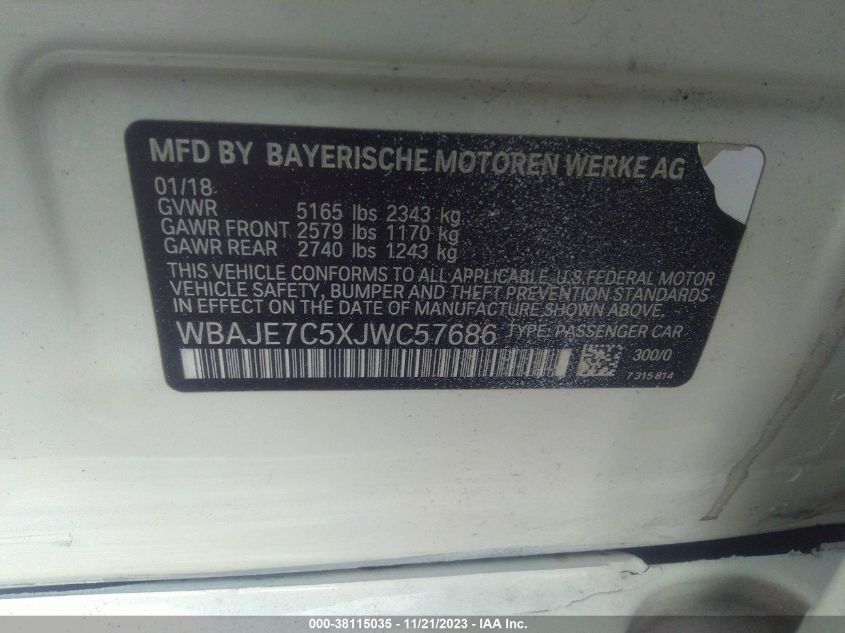 MFD BY BAYERISCHE MOTOREN WERKE AG
01/18
GVWR 5165 lbs 2343 kg
GAWR FRONT 2579 lbs 1170 kg
GAWR REAR 2740 lbs 1243 kg
THIS VEHICLE CONFORMS TO ALL APPLICABLE U.S FEDERAL MOTOR
VEHICLE SAFETY, BUMPER AND THEFT PREVENTION STANDARDS
IN EFFECT ON THE DATE OF MANUFACTURE SHOWN ABOVE.
WBAJE7C5XJWC57686 TYPE: PASSENGER CAR
300/0
7315814
000-38115035 - 11/21/2023 - IAA Inc.